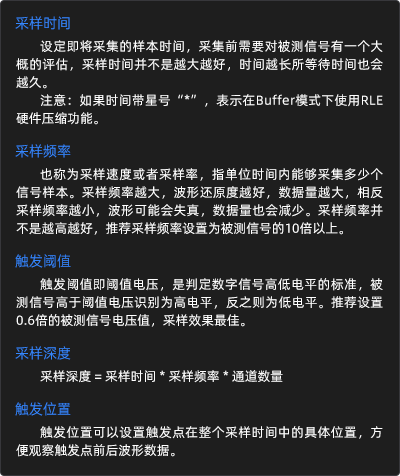 采样时间
设定即将采集的样本时间，采集前需要对被测信号有一个大
概的评估，采样时间并不是越大越好，时间越长所等待时间也会
越久。
注意：如果时间带星号“*”，表示在Buffer模式下使用RLE
硬件压缩功能。
采样频率
也称为采样速度或者采样率，指单位时间内能够采集多少个
信号样本。采样频率越大，波形还原度越好，数据量越大，相反
采样频率越小，波形可能会失真，数据量也会减少。采样频率并
不是越高越好，推荐采样频率设置为被测信号的10倍以上。
触发阈值
触发阈值即阈值电压，是判定数字信号高低电平的标准，被
测信号高于阈值电压识别为高电平，反之则为低电平。推荐设置
0.6倍的被测信号电压值，采样效果最佳。
采样深度
采样深度 = 采样时间 * 采样频率 * 通道数量
触发位置
触发位置可以设置触发点在整个采样时间中的具体位置，方
便观察触发点前后波形数据。